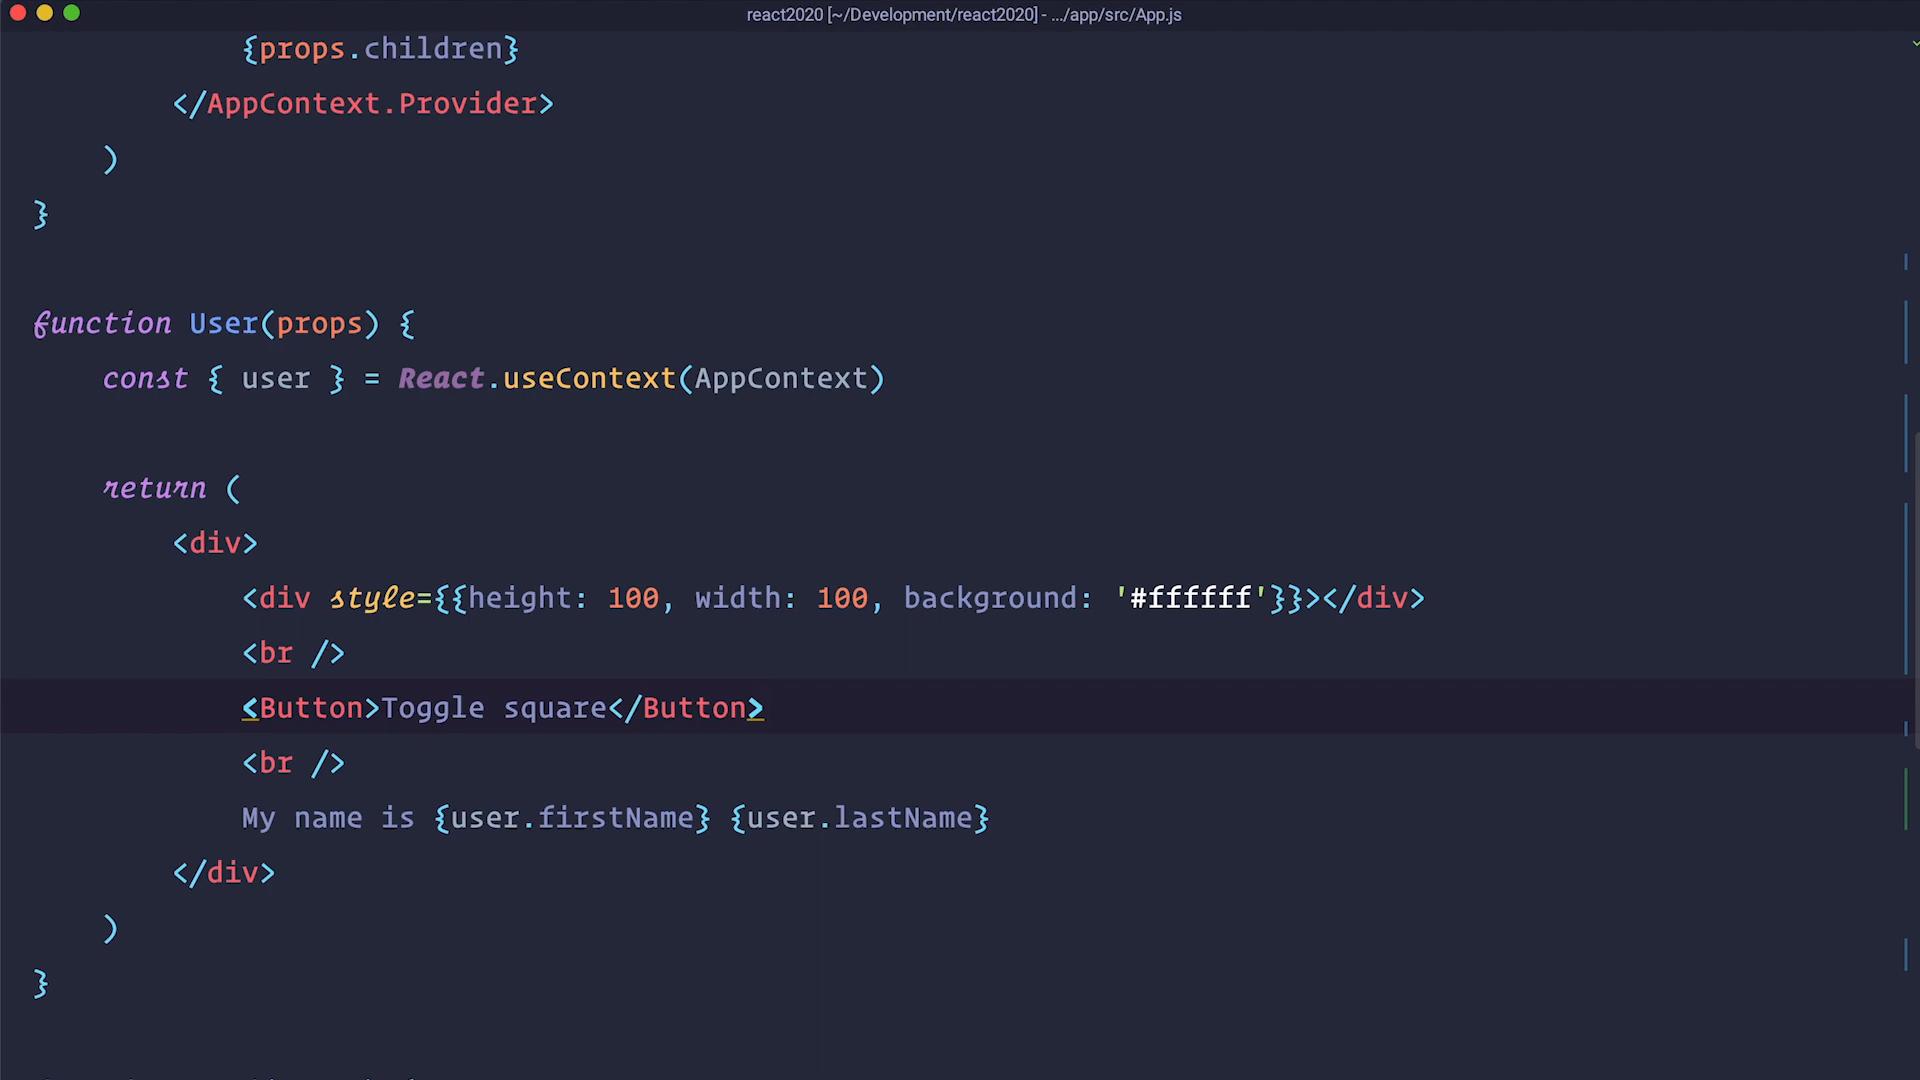 react2020 [~/Development/react2020] - .../app/src/App.js
{props.children}
</AppContext.Provider>
)
}
function User(props) {
const { user } = React.useContext(AppContext)
return (
<div>
<div style={{height: 100, width: 100, background: '#ffffff'}}></div>
<br />
<Button>Toggle square</Button>
<br />
My name is {user.firstName} {user.lastName}
</div>
)
}